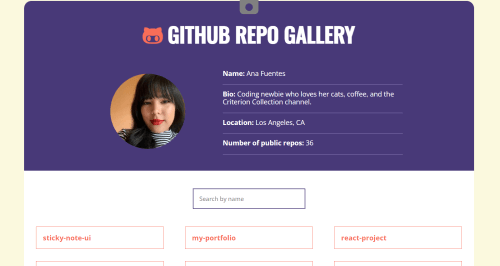 GITHUB REPO GALLERY
Name: Ana Fuentes
Bio: Coding newbie who loves her cats, coffee, and the
Criterion Collection channel.
Location: Los Angeles, CA
Number of public repos: 36
Search by name
sticky-note-ui
my-portfolio
react-project